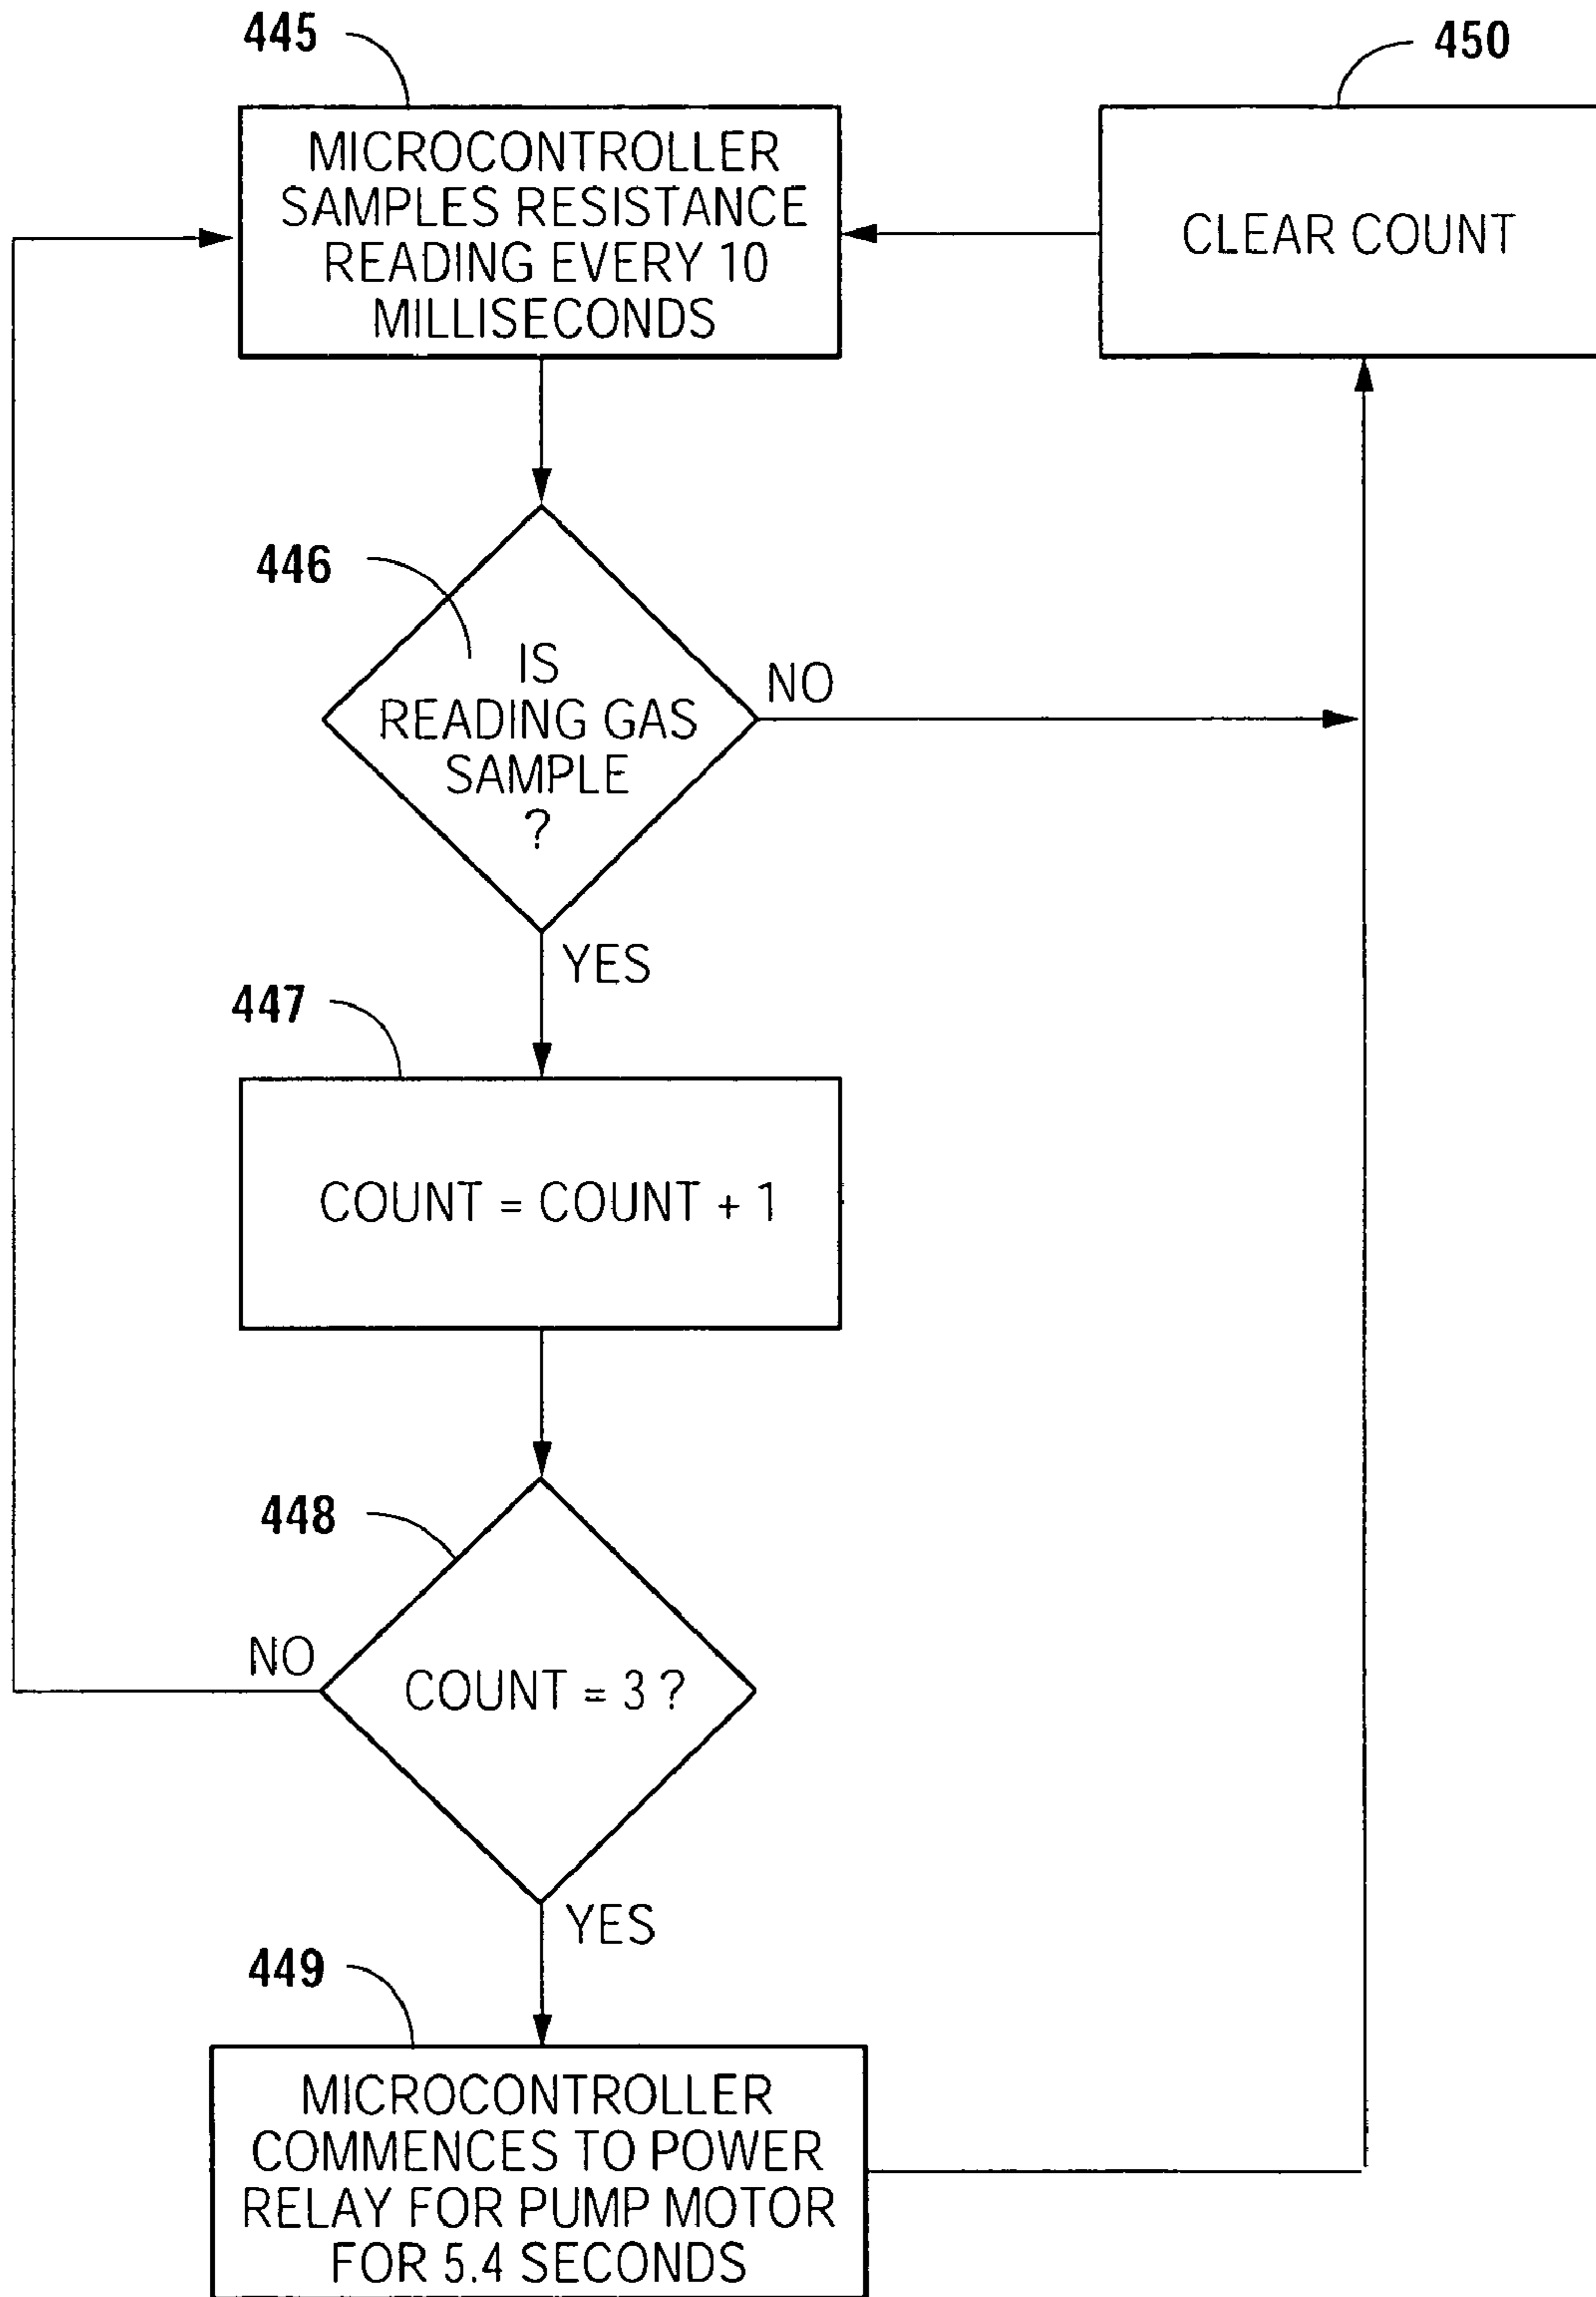 445
450
MICROCONTROLLER
SAMPLES RESISTANCE
READING EVERY 10
MILLISECONDS
CLEAR COUNT
446
IS
READING GAS
SAMPLE
?
NO
YES
447
COUNT = COUNT + 1
448
NO
COUNT = 3 ?
YES
449
MICROCONTROLLER
COMMENCES TO POWER
RELAY FOR PUMP MOTOR
FOR 5.4 SECONDS